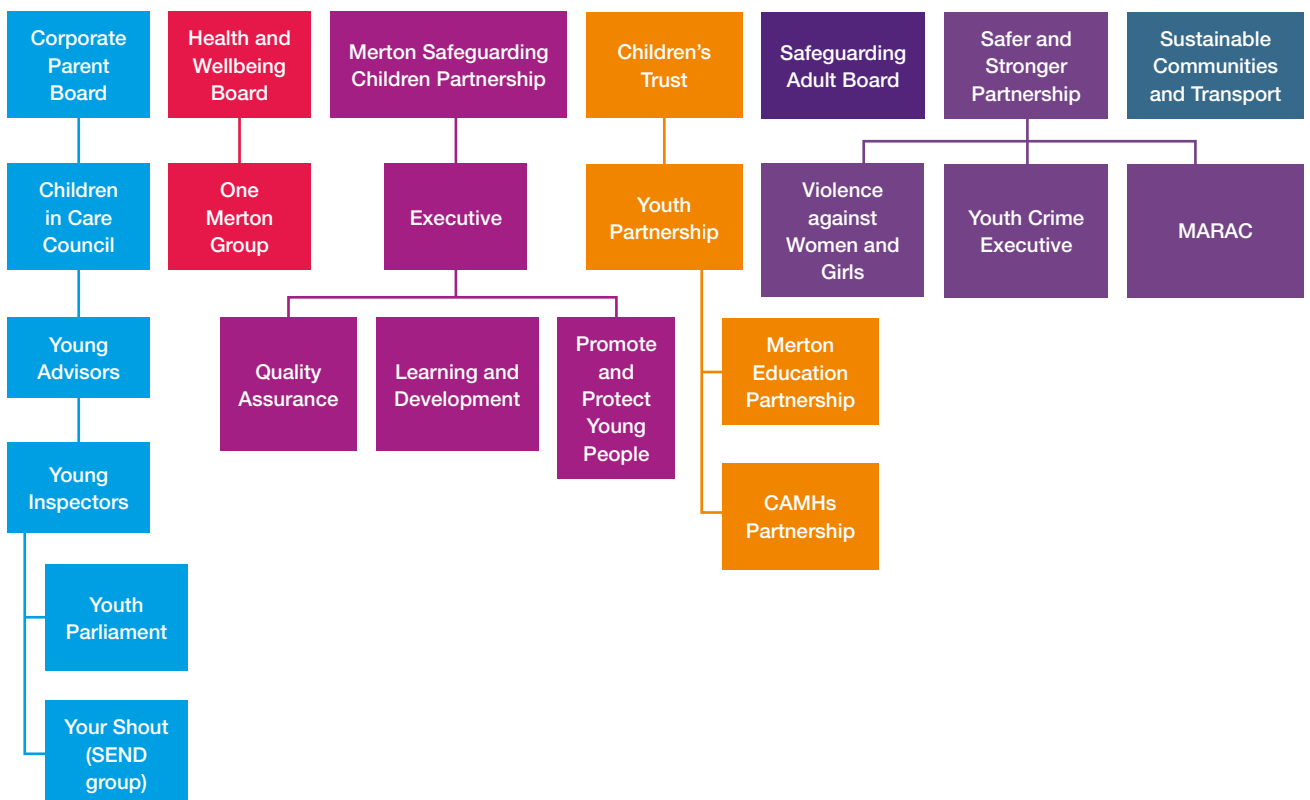 Corporate
Parent
Board
Health and
Wellbeing
Board
Merton Safeguarding
Children Partnership
Children’s
Trust
Safeguarding
Adult Board
Safer and
Stronger
Partnership
Sustainable
Communities
and Transport
Children
in Care
Council
One
Merton
Group
Executive
Youth
Partnership
Violence
against
Women and
Girls
Youth Crime
Executive
MARAC
Young
Advisors
Quality
Assurance
Learning and
Development
Promote
and
Protect
Young
People
Merton
Education
Partnership
Young
Inspectors
CAMHs
Partnership
Youth
Parliament
Your Shout
(SEND
group)